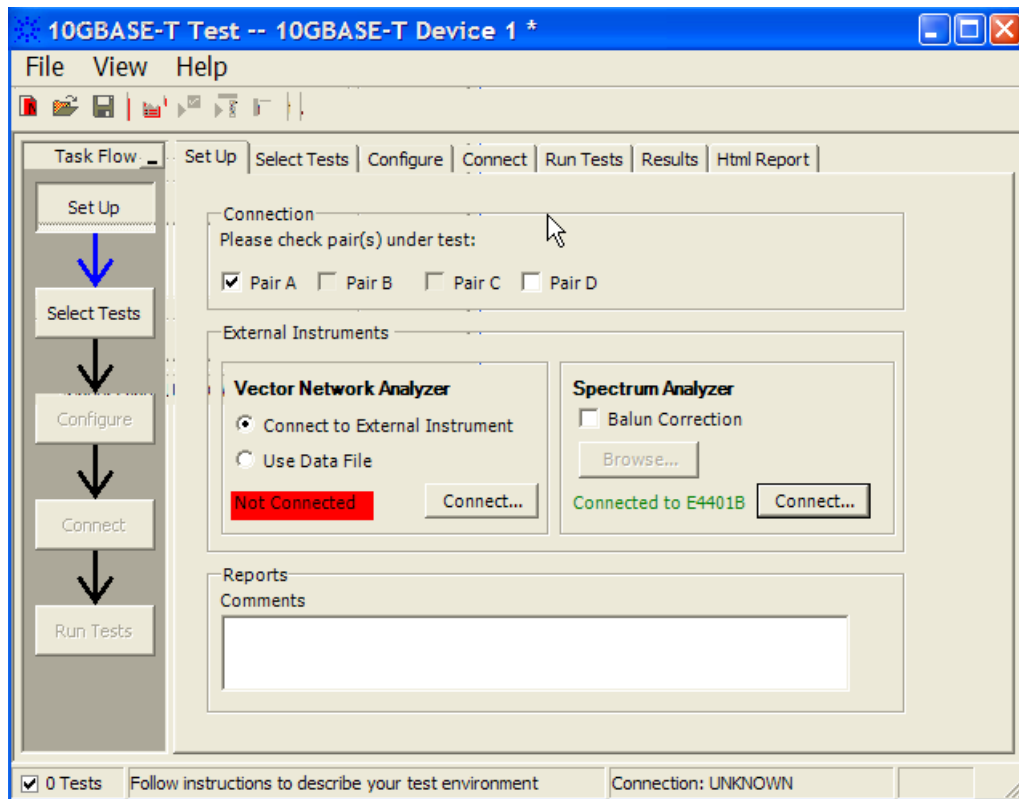 10GBASE-T Test -- 10GBASE-T Device 1 *
File View Help
Task Flow
Set Up Select Tests Configure Connect Run Tests Results Html Report
Set Up
Select Tests
Configure
Connect
Run Tests
Connection
Please check pair(s) under test:
Pair A Pair B Pair C Pair D
External Instruments
Vector Network Analyzer
Connect to External Instrument
Use Data File
Not Connected Connect...
Spectrum Analyzer
Balun Correction
Browse...
Connected to E4401B Connect...
Reports
Comments
0 Tests Follow instructions to describe your test environment Connection: UNKNOWN